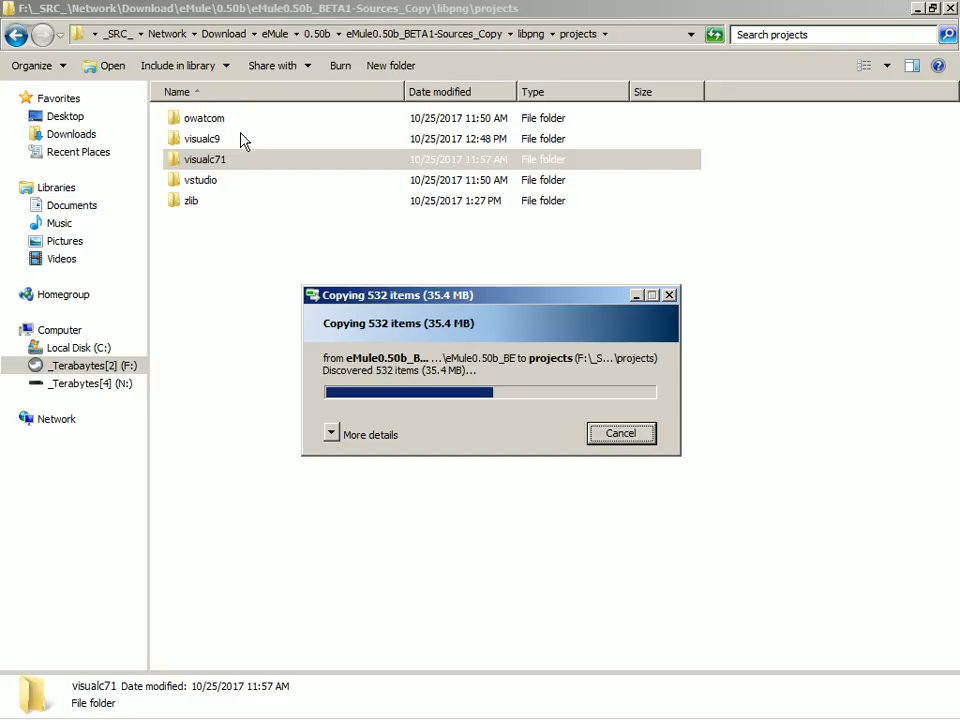 F:\_SRC_\Network\Download\eMule\0.50b\eMule0.50b_BETA1-Sources_Copy\libpng\projects
_SRC_ Network Download eMule 0.50b eMule0.50b_BETA1-Sources_Copy libpng projects
Search projects
Organize Open Include in library Share with Burn New folder
Name Date modified Type Size
Favorites
Desktop
Downloads
Recent Places
Libraries
Documents
Music
Pictures
Videos
Homegroup
Computer
Local Disk (C:)
_Terabaytes[2] (F:)
_Terabytes[4] (N:)
Network
owatcom 10/25/2017 11:50 AM File folder
visualc9 10/25/2017 12:48 PM File folder
visualc71 10/25/2017 11:57 AM File folder
vstudio 10/25/2017 11:50 AM File folder
zlib 10/25/2017 1:27 PM File folder
Copying 532 items (35.4 MB)
Copying 532 items (35.4 MB)
from eMule0.50b_B... ...\eMule0.50b_BE to projects (F:\_S...\projects)
Discovered 532 items (35.4 MB)...
More details
Cancel
visualc71 Date modified: 10/25/2017 11:57 AM
File folder